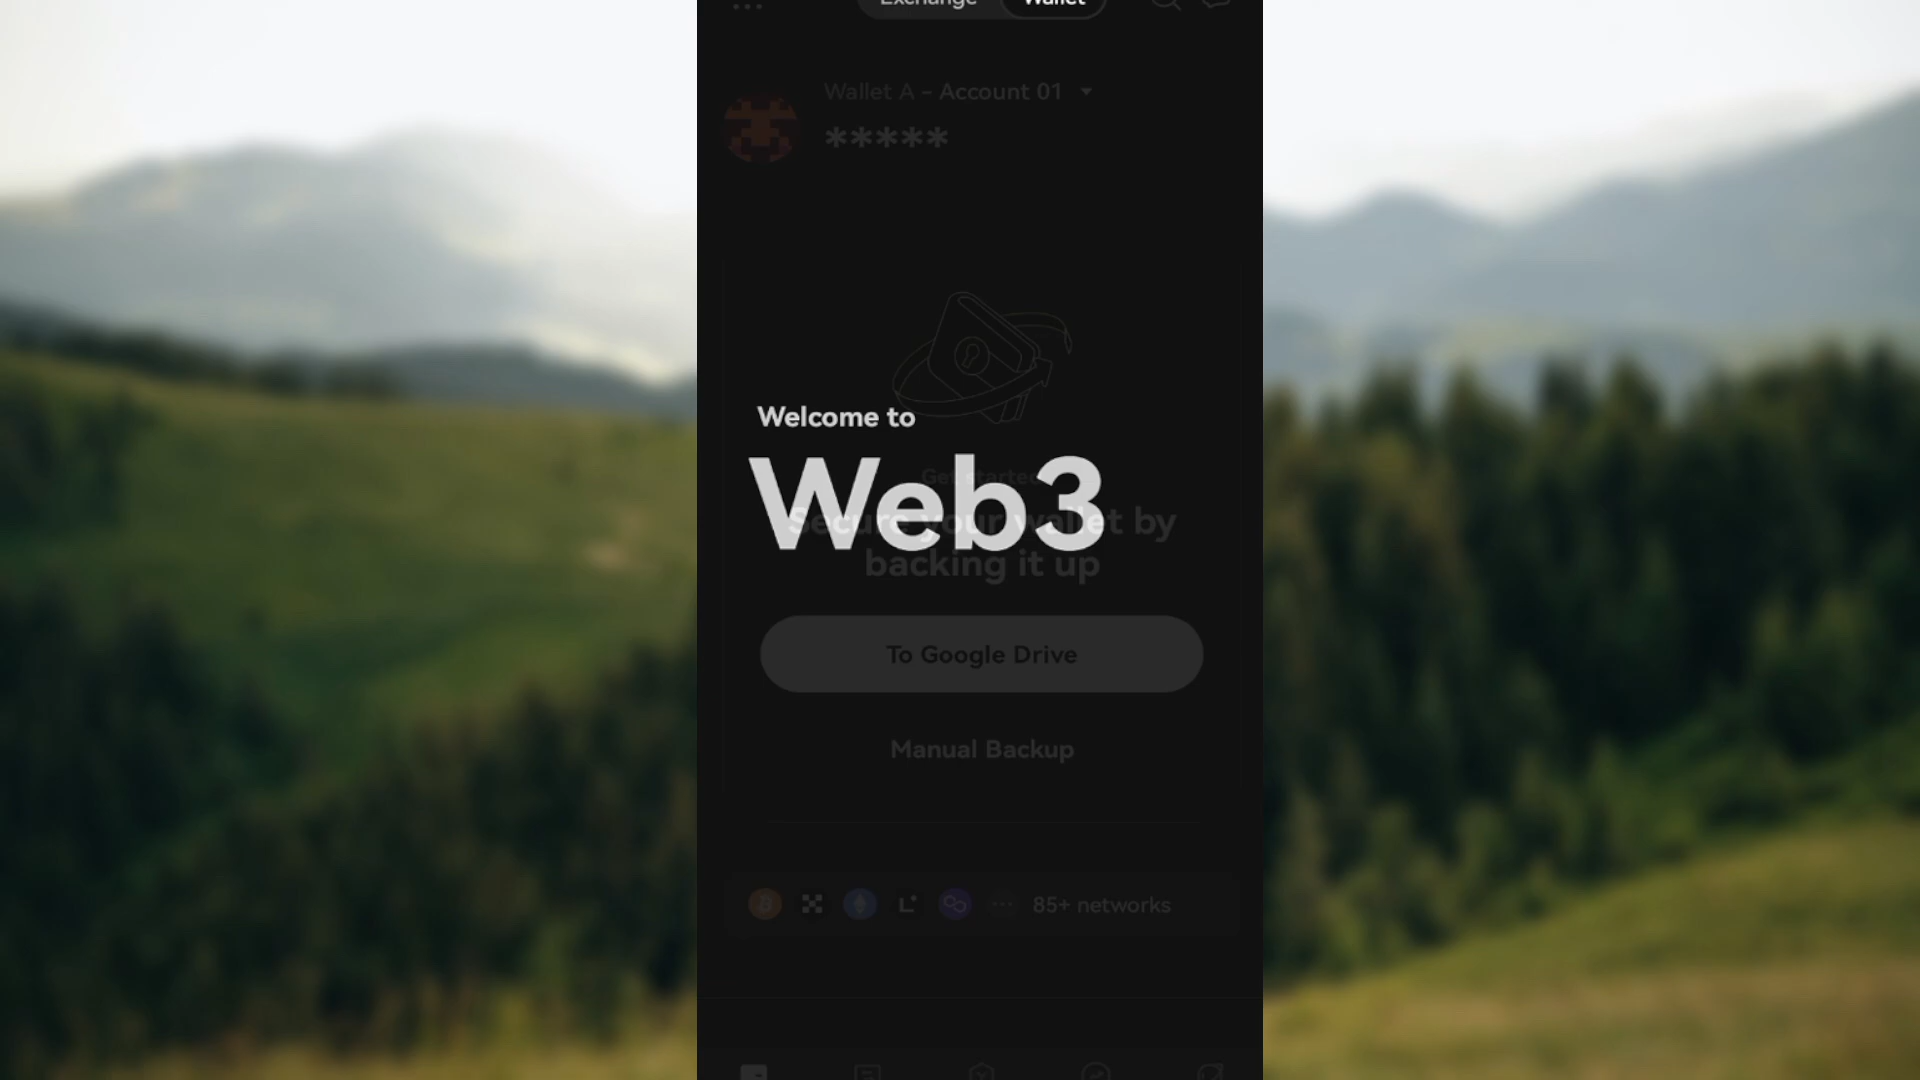 Exchange
Wallet
Wallet A - Account 01
*****
Welcome to
Get started
Web3
Secure your wallet by
backing it up
To Google Drive
Manual Backup
85+ networks